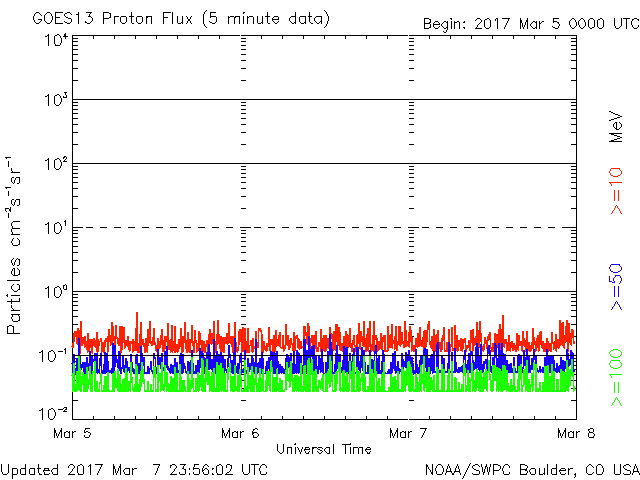 GOES13 Proton Flux (5 minute data)
Begin: 2017 Mar 5 0000 UTC
Particles cm⁻²s⁻¹sr⁻¹
10⁴
10³
10²
10¹
10⁰
10⁻¹
10⁻²
MeV
>=10
>=50
>=100
Mar 5 Mar 6 Mar 7 Mar 8
Universal Time
Updated 2017 Mar 7 23:56:02 UTC
NOAA/SWPC Boulder, CO USA